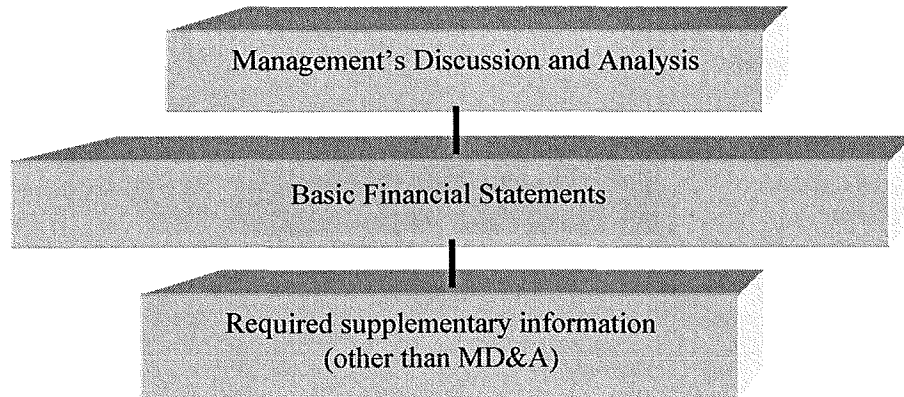 Management’s Discussion and Analysis
Basic Financial Statements
Required supplementary information
(other than MD&A)